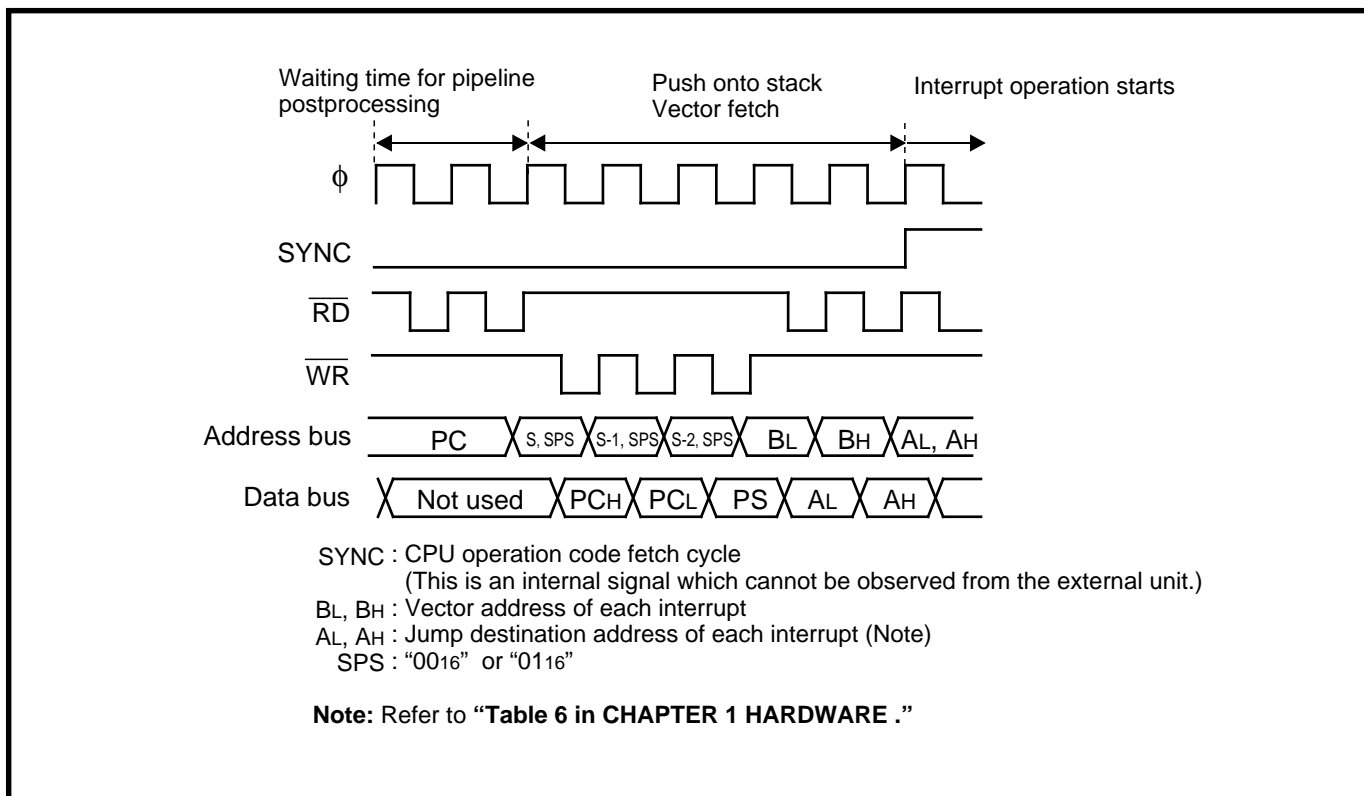 Waiting time for pipeline
postprocessing
Push onto stack
Vector fetch
Interrupt operation starts
ϕ
SYNC
RD
WR
Address bus
PC
S, SPS
S-1, SPS
S-2, SPS
BL
BH
AL, AH
Data bus
Not used
PCH
PCL
PS
AL
AH
SYNC : CPU operation code fetch cycle
(This is an internal signal which cannot be observed from the external unit.)
BL, BH : Vector address of each interrupt
AL, AH : Jump destination address of each interrupt (Note)
SPS : “0016” or “0116”
Note: Refer to “Table 6 in CHAPTER 1 HARDWARE .”